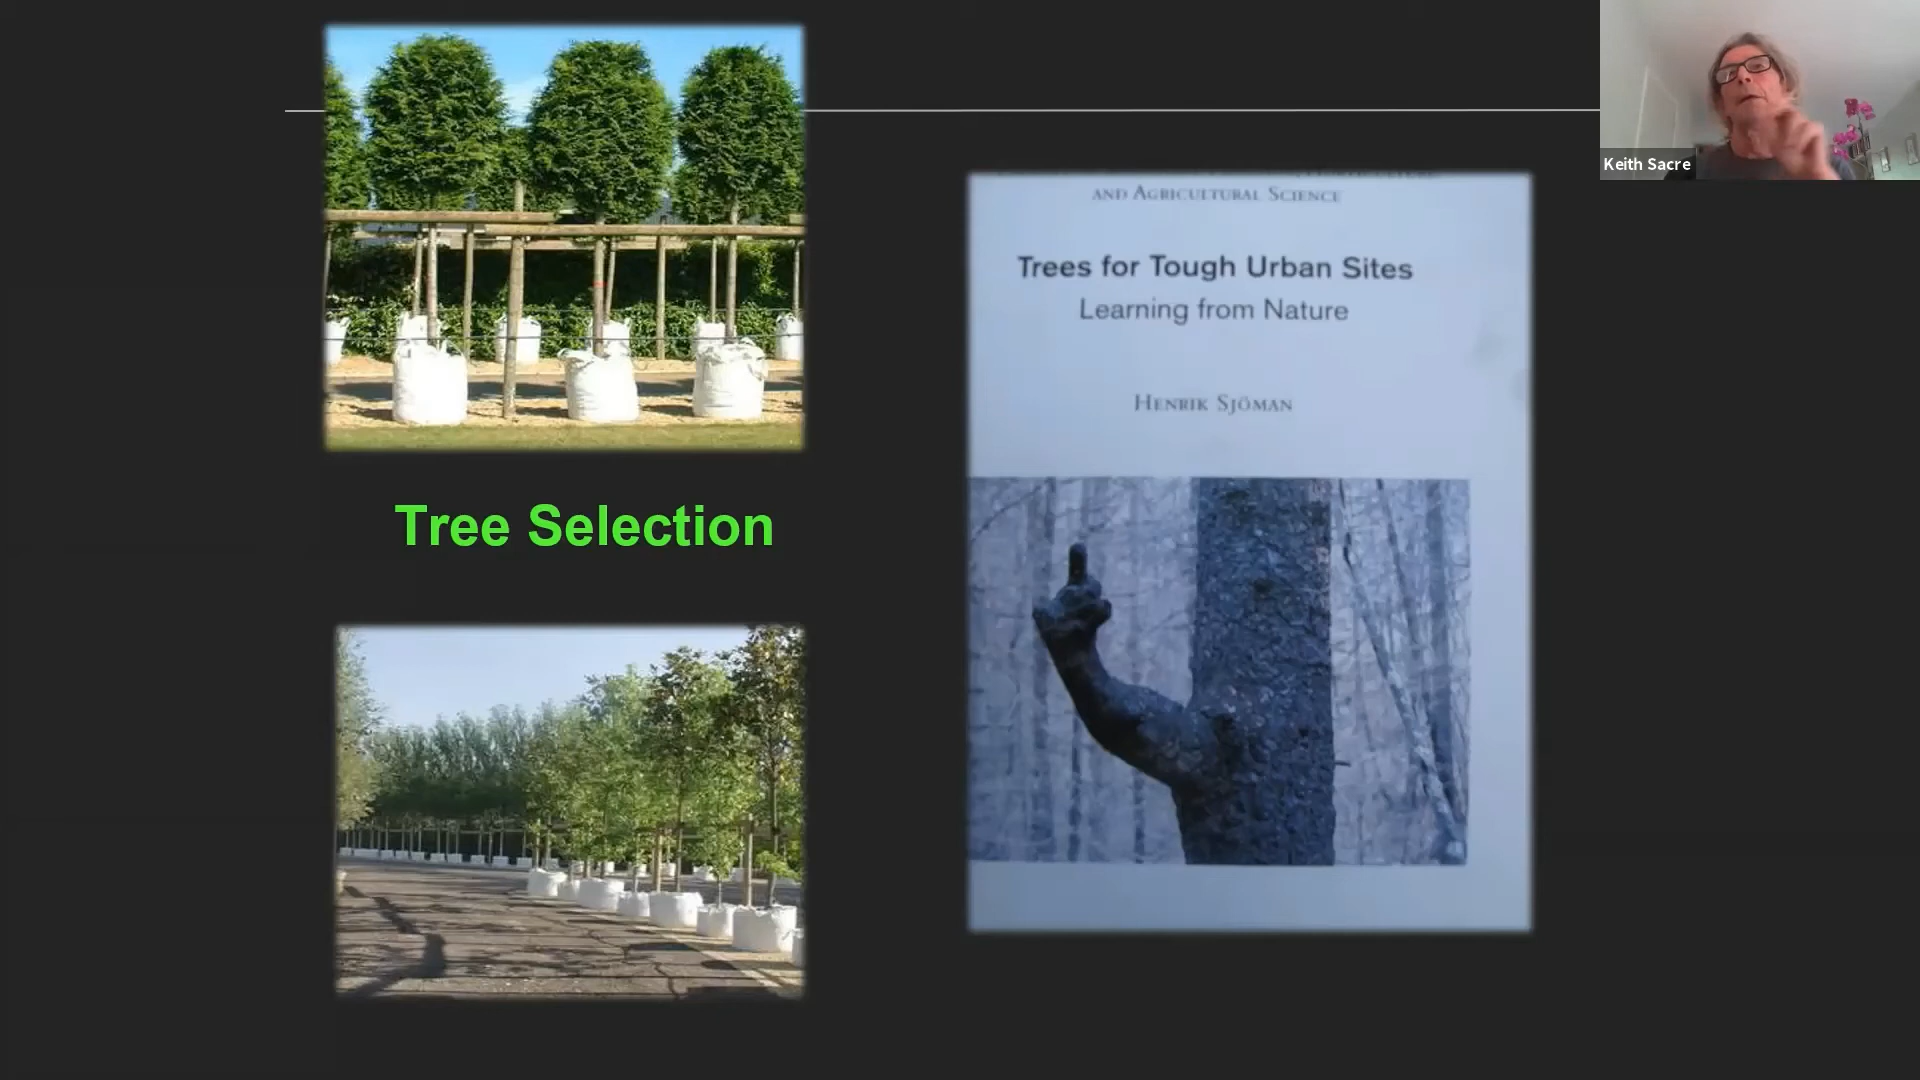 Keith Sacre
and Agricultural Science
Trees for Tough Urban Sites
Learning from Nature
Henrik Sjöman
Tree Selection